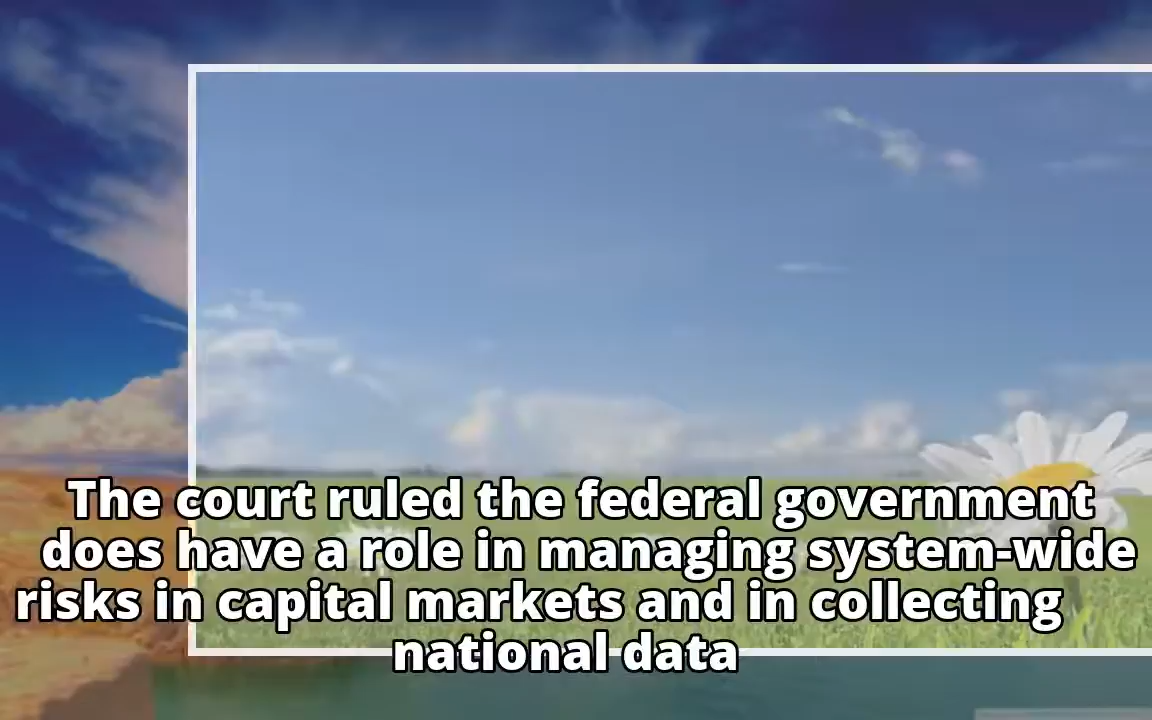 The court ruled the federal government
does have a role in managing system-wide
risks in capital markets and in collecting
national data